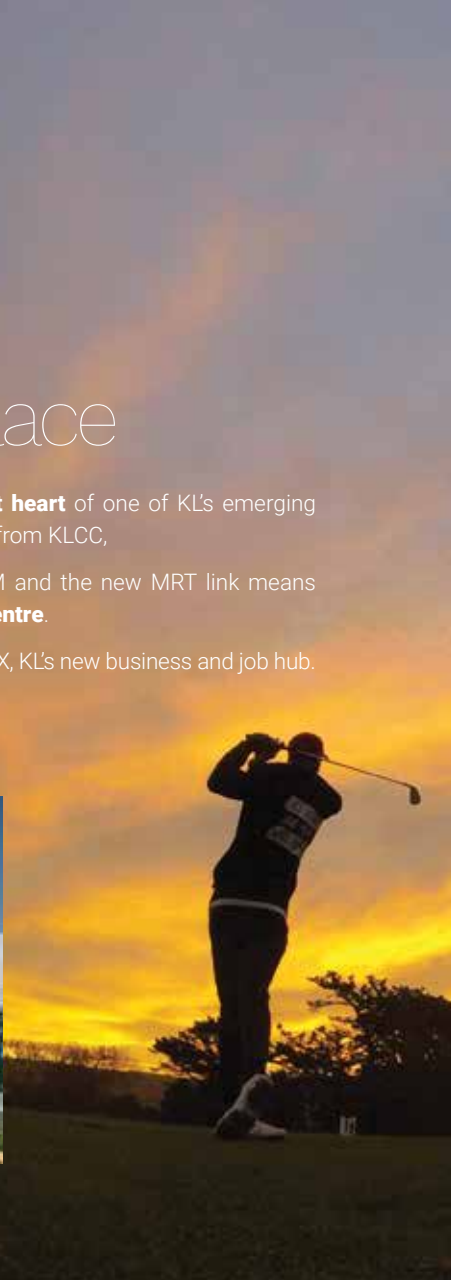 ace
t heart of one of KL's emerging
from KLCC,
M and the new MRT link means
entre.
X, KL's new business and job hub.